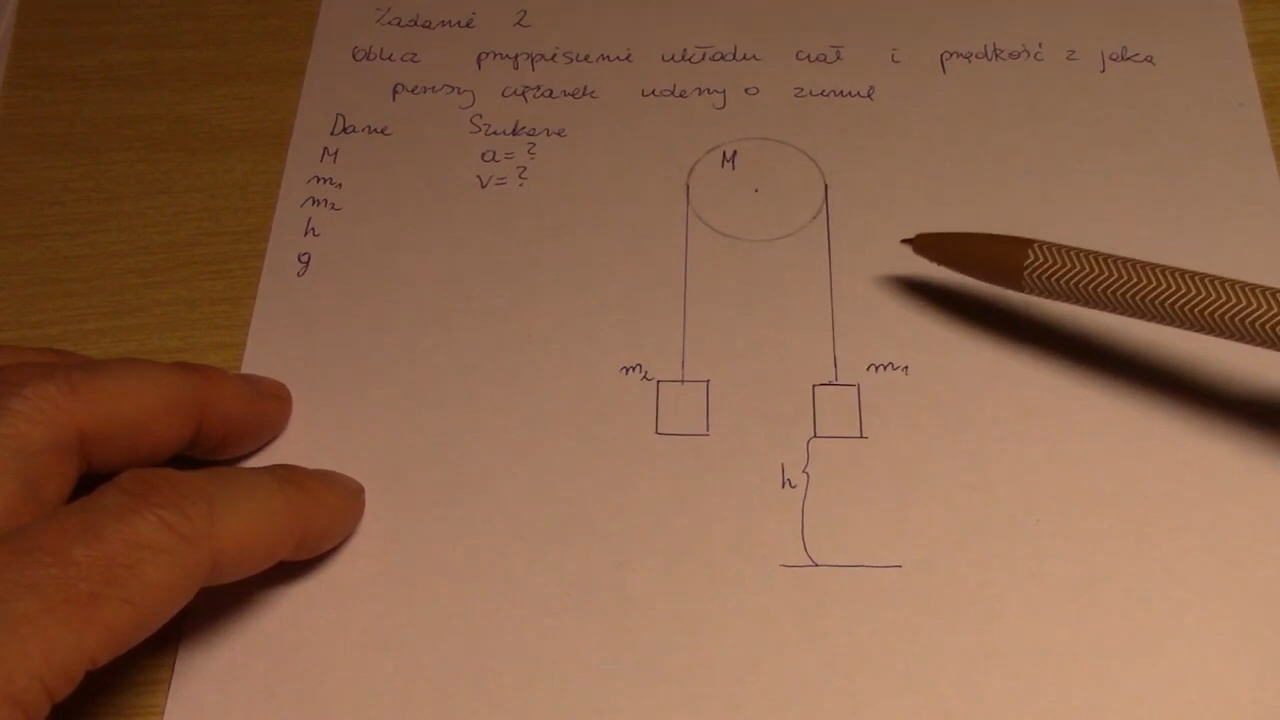 Zadanie 2
Oblicz przyspieszenie układu ciał i prędkość z jaką
pierwszy ciężarek uderzy o ziemię
Dane Szukane
M a = ?
m₁ v = ?
m₂
h
g
M
m₂ m₁
h